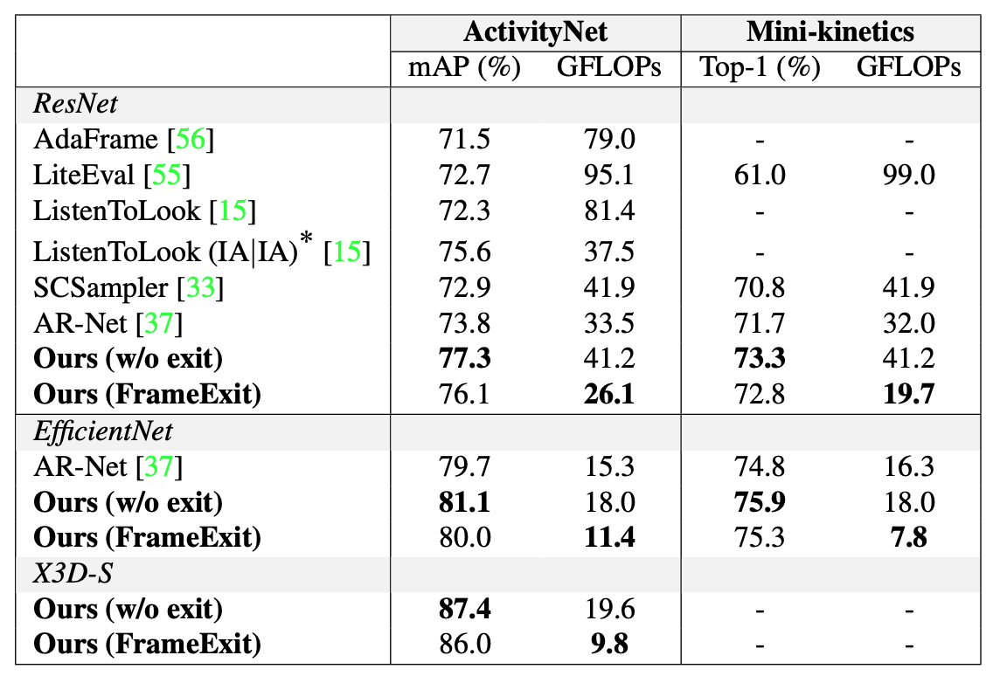 ActivityNet Mini-kinetics
mAP (%) GFLOPs Top-1 (%) GFLOPs
ResNet
AdaFrame [56] 71.5 79.0 - -
LiteEval [55] 72.7 95.1 61.0 99.0
ListenToLook [15] 72.3 81.4 - -
ListenToLook (IA|IA)* [15] 75.6 37.5 - -
SCSampler [33] 72.9 41.9 70.8 41.9
AR-Net [37] 73.8 33.5 71.7 32.0
Ours (w/o exit) 77.3 41.2 73.3 41.2
Ours (FrameExit) 76.1 26.1 72.8 19.7
EfficientNet
AR-Net [37] 79.7 15.3 74.8 16.3
Ours (w/o exit) 81.1 18.0 75.9 18.0
Ours (FrameExit) 80.0 11.4 75.3 7.8
X3D-S
Ours (w/o exit) 87.4 19.6 - -
Ours (FrameExit) 86.0 9.8 - -